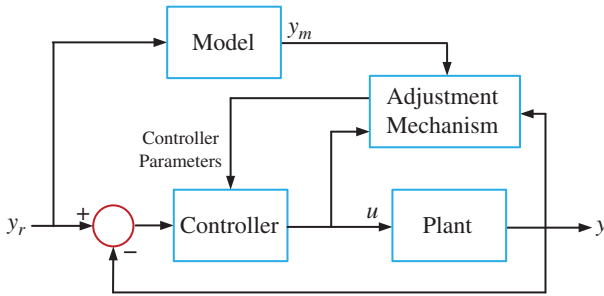 Model
y_m
Adjustment
Mechanism
Controller
Parameters
y_r
+
−
Controller
u
Plant
y